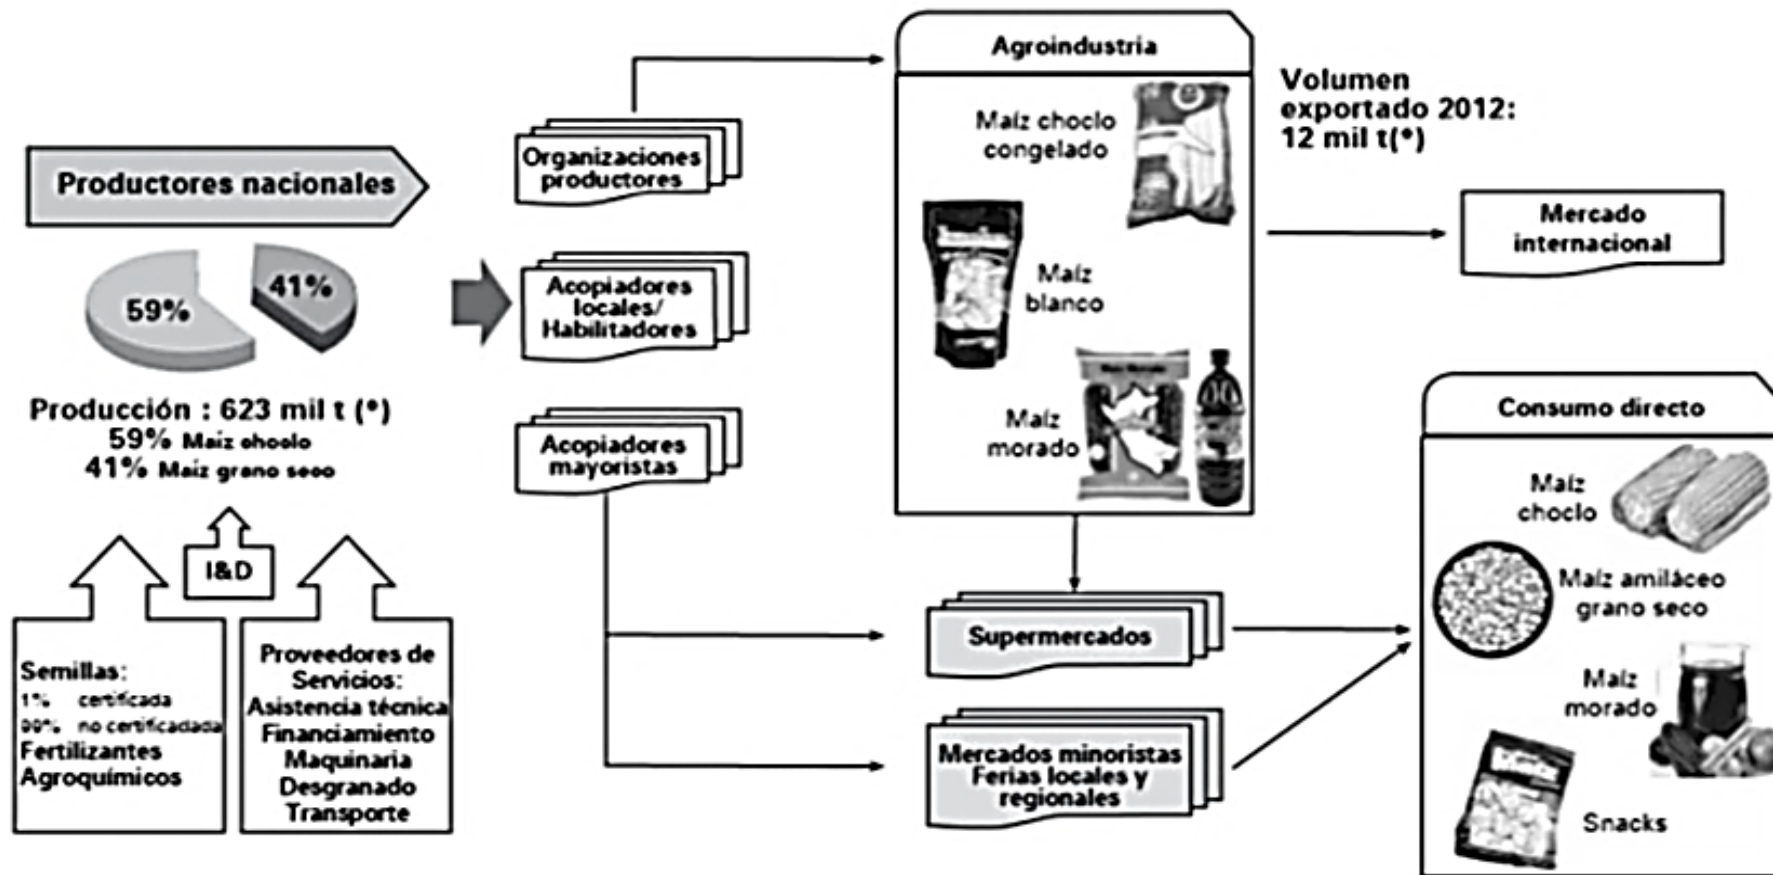 Productores nacionales
59%
41%
Producción : 623 mil t (*)
59% Maíz choclo
41% Maíz grano seco
I&D
Semillas:
1% certificada
99% no certificadada
Fertilizantes
Agroquímicos
Proveedores de
Servicios:
Asistencia técnica
Financiamiento
Maquinaria
Desgranado
Transporte
Organizaciones
productores
Acopiadores
locales/
Habilitadores
Acopiadores
mayoristas
Agroindustria
Maíz choclo
congelado
Maíz
blanco
Maíz
morado
Volumen
exportado 2012:
12 mil t(*)
Mercado
internacional
Supermercados
Mercados minoristas
Ferias locales y
regionales
Consumo directo
Maíz
choclo
Maíz amiláceo
grano seco
Maíz
morado
Snacks